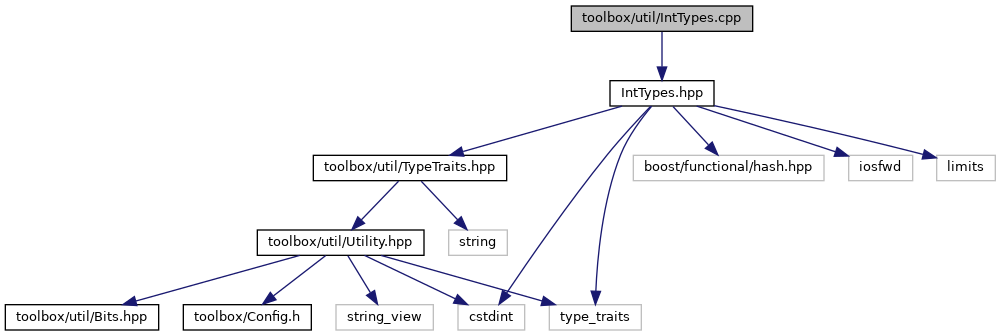 toolbox/util/IntTypes.cpp
IntTypes.hpp
toolbox/util/TypeTraits.hpp
boost/functional/hash.hpp
iosfwd
limits
toolbox/util/Utility.hpp
string
toolbox/util/Bits.hpp
toolbox/Config.h
string_view
cstdint
type_traits